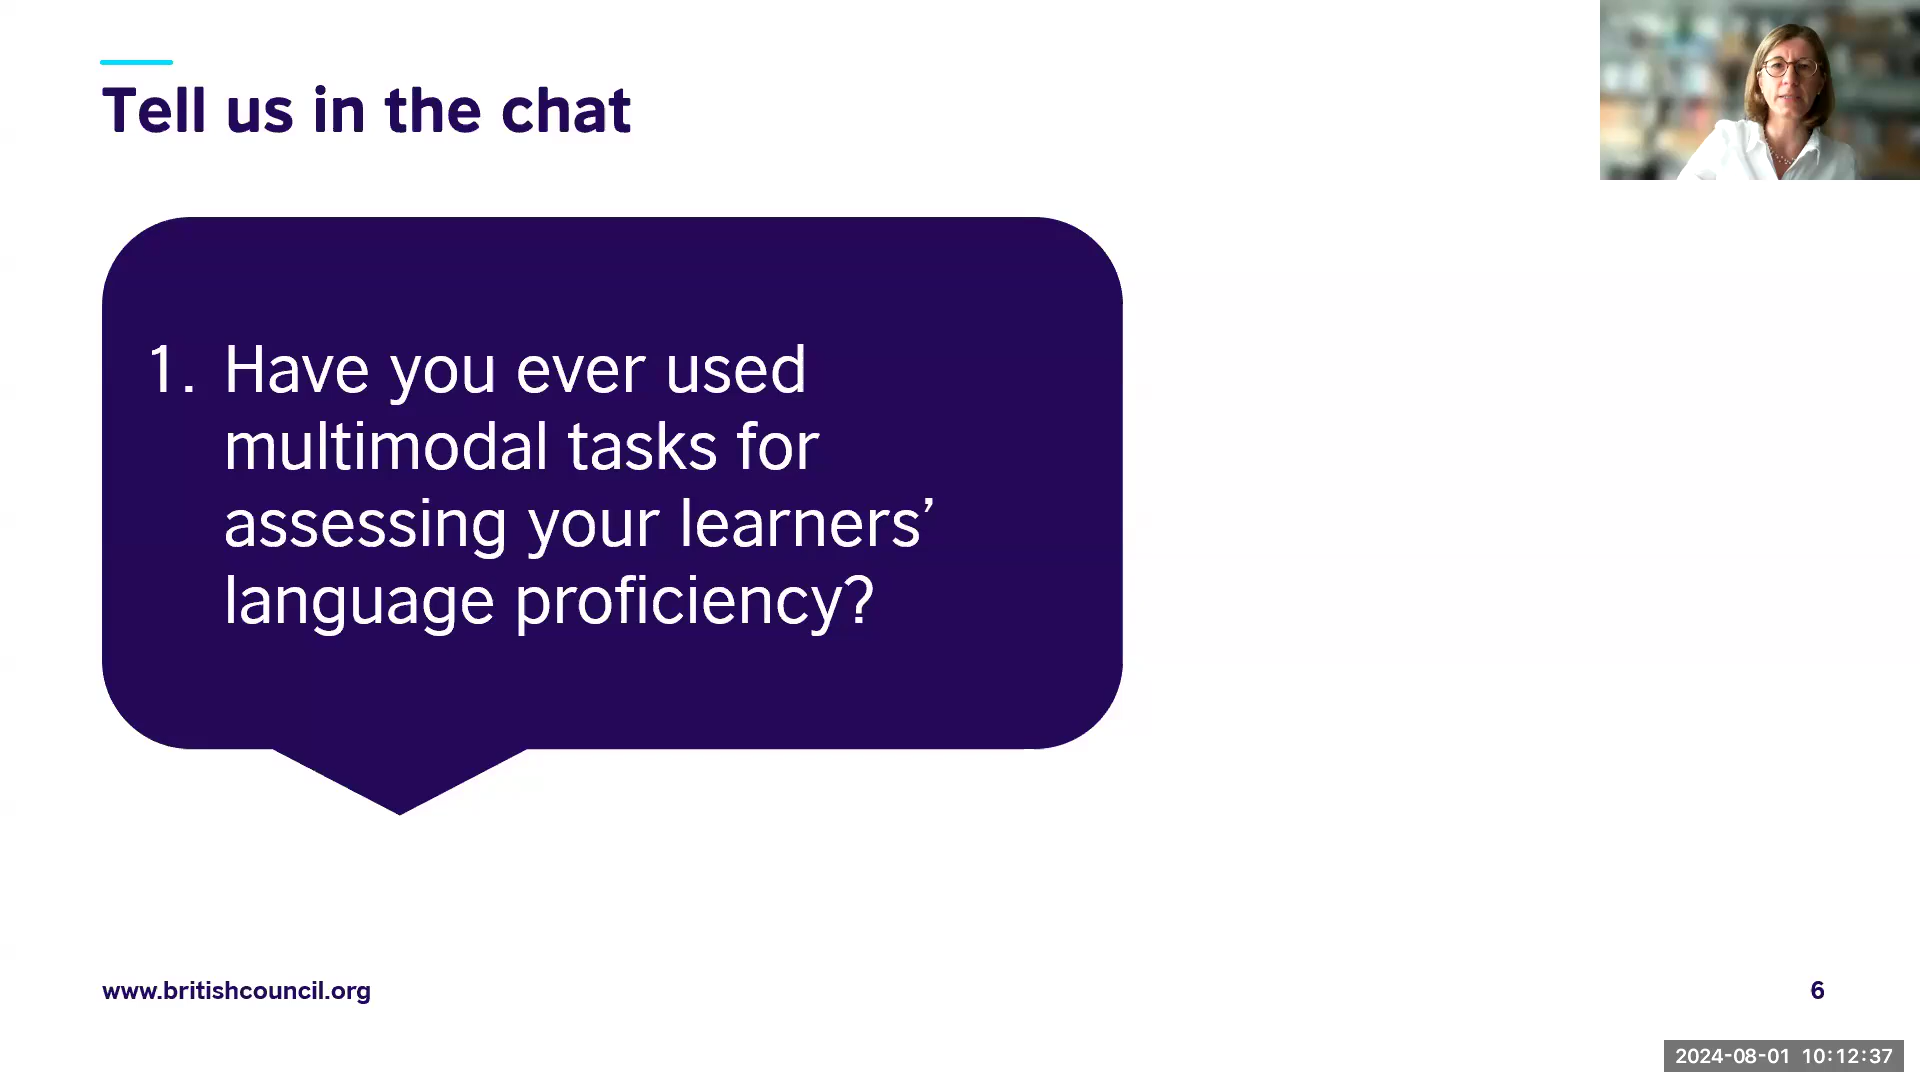 Tell us in the chat
1. Have you ever used
multimodal tasks for
assessing your learners’
language proficiency?
www.britishcouncil.org
6
2024-08-01 10:12:37